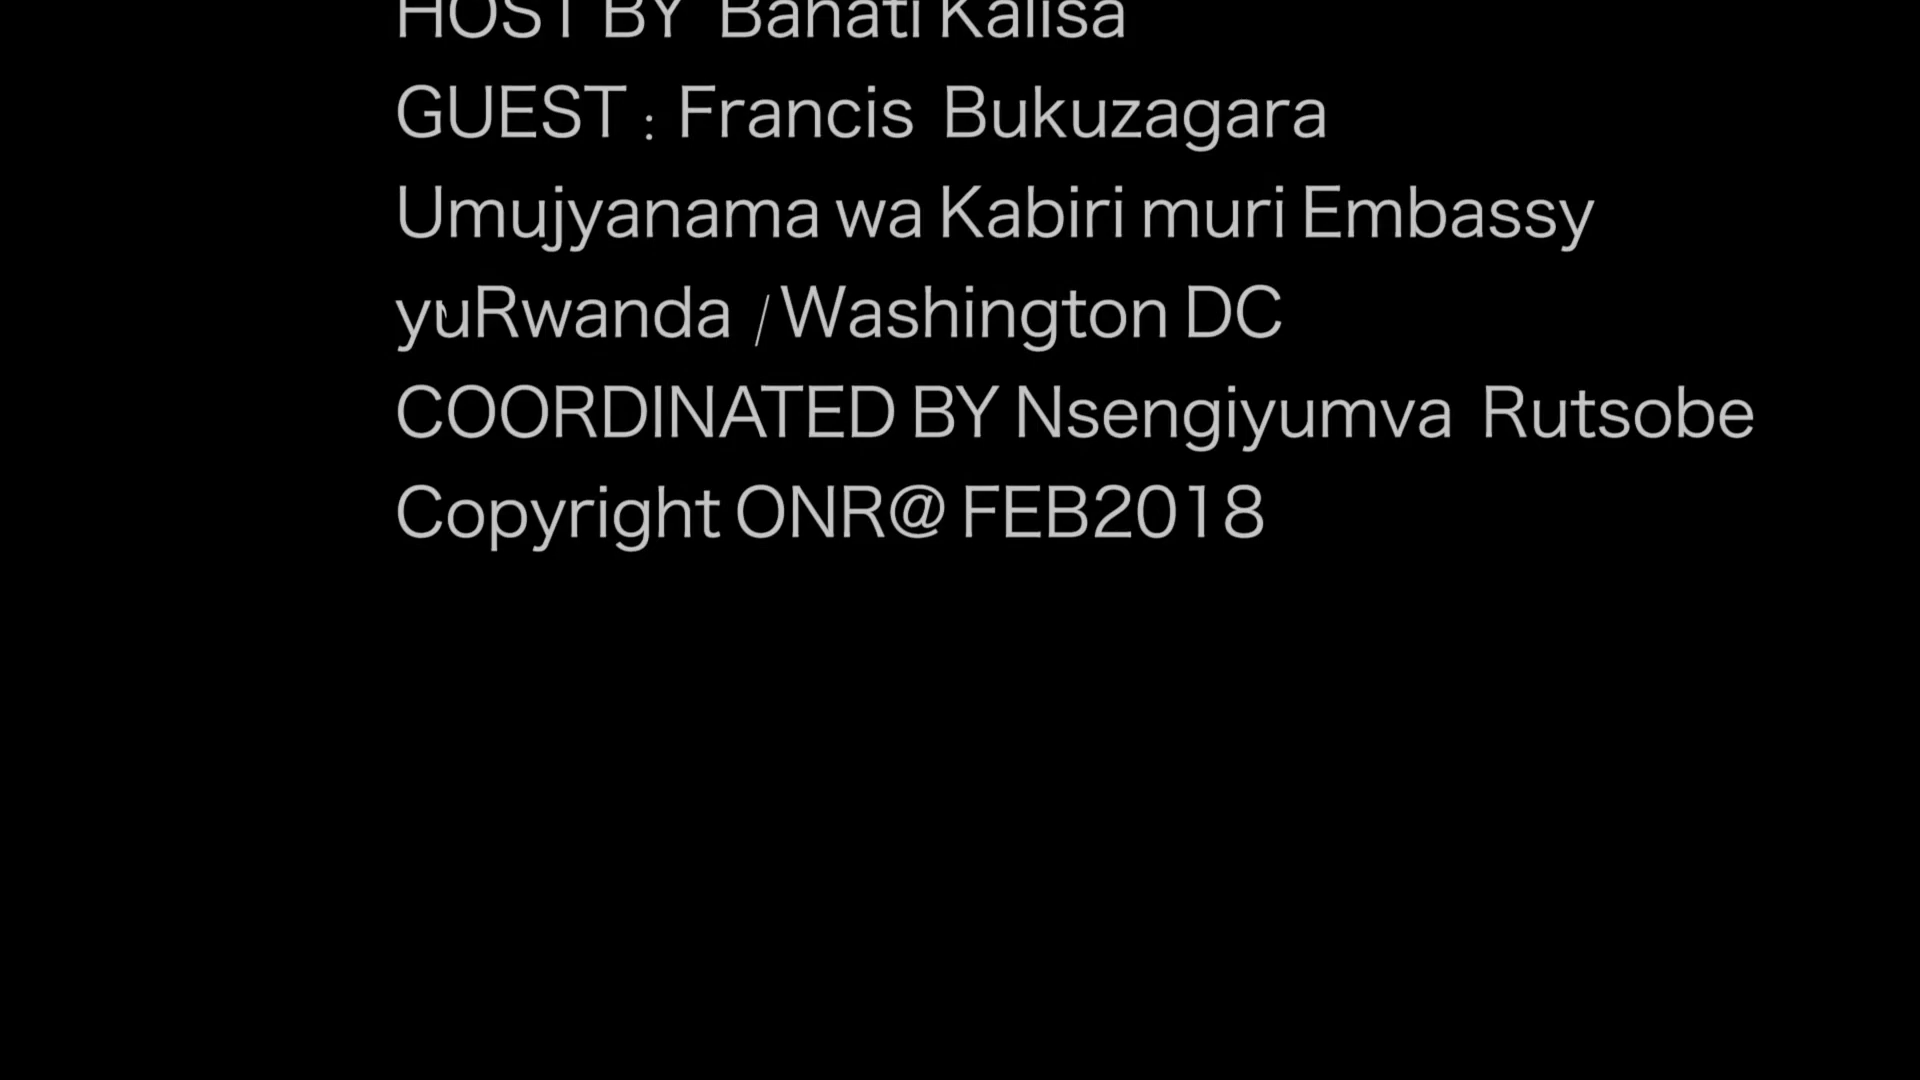 HOST BY Bahati Kalisa
GUEST : Francis Bukuzagara
Umujyanama wa Kabiri muri Embassy
yuRwanda / Washington DC
COORDINATED BY Nsengiyumva Rutsobe
Copyright ONR@ FEB2018